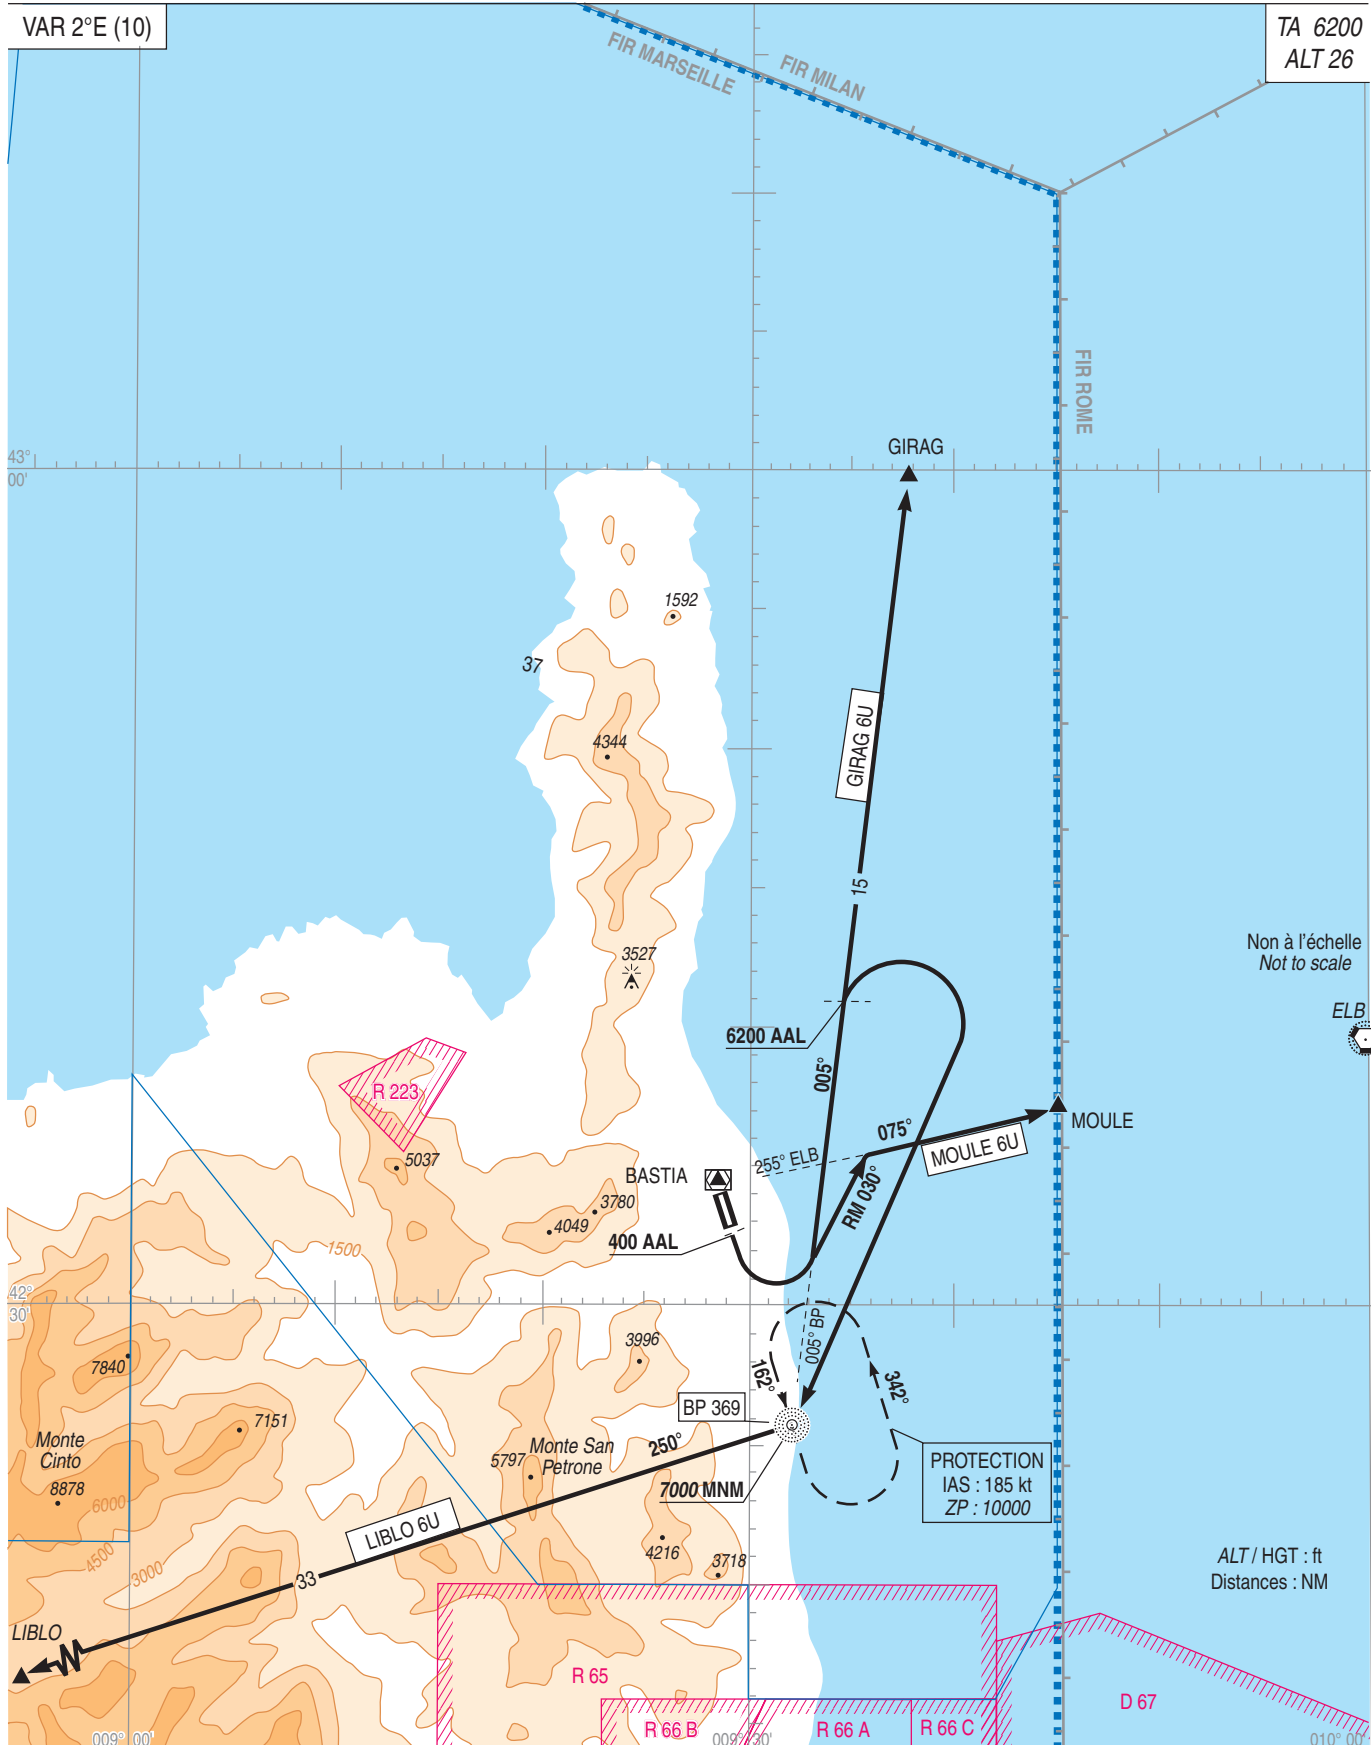 VAR 2°E (10)
TA 6200
ALT 26
FIR MARSEILLE
FIR MILAN
FIR ROME
43°
00'
GIRAG
1592
37
GIRAG 6U
4344
15
3527
Non à l'échelle
Not to scale
ELB
6200 AAL
005°
R 223
MOULE
075°
MOULE 6U
255° ELB
RM 030°
BASTIA
5037
3780
4049
400 AAL
1500
42°
30'
005° BP
3996
7840
162°
342°
BP 369
7151
Monte
Cinto
8878
250°
Monte San
Petrone
5797
7000 MNM
PROTECTION
IAS : 185 kt
ZP : 10000
6000
LIBLO 6U
4500
3000
4216
3718
ALT / HGT : ft
Distances : NM
33
LIBLO
R 65
D 67
R 66 B
R 66 A
R 66 C
009° 00'
009° 30'
010° 00'